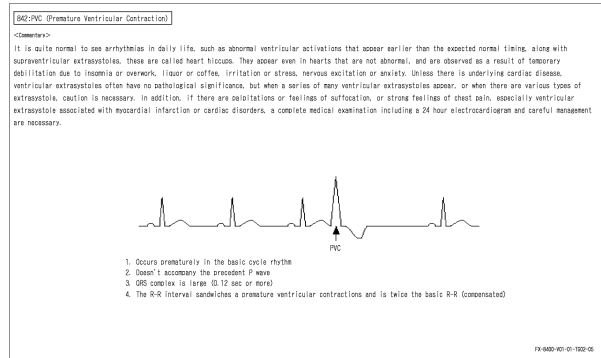 842:PVC (Premature Ventricular Contraction)
<Commentary>
It is quite normal to see arrhythmias in daily life, such as abnormal ventricular activations that appear earlier than the expected normal timing, along with
supraventricular extrasystoles, these are called heart hiccups. They appear even in hearts that are not abnormal, and are observed as a result of temporary
debilitation due to insomnia or overwork, liquor or coffee, irritation or stress, nervous excitation or anxiety. Unless there is underlying cardiac disease,
ventricular extrasystoles often have no pathological significance, but when a series of many ventricular extrasystoles appear, or when there are various types of
extrasystole, caution is necessary. In addition, if there are palpitations or feelings of suffocation, or strong feelings of chest pain, especially ventricular
extrasystole associated with myocardial infarction or cardiac disorders, a complete medical examination including a 24 hour electrocardiogram and careful management
are necessary.
PVC
1. Occurs prematurely in the basic cycle rhythm
2. Doesn't accompany the precedent P wave
3. QRS complex is large (0.12 sec or more)
4. The R-R interval sandwiches a premature ventricular contractions and is twice the basic R-R (compensated)
FX-8400-V01-01-TG02-05